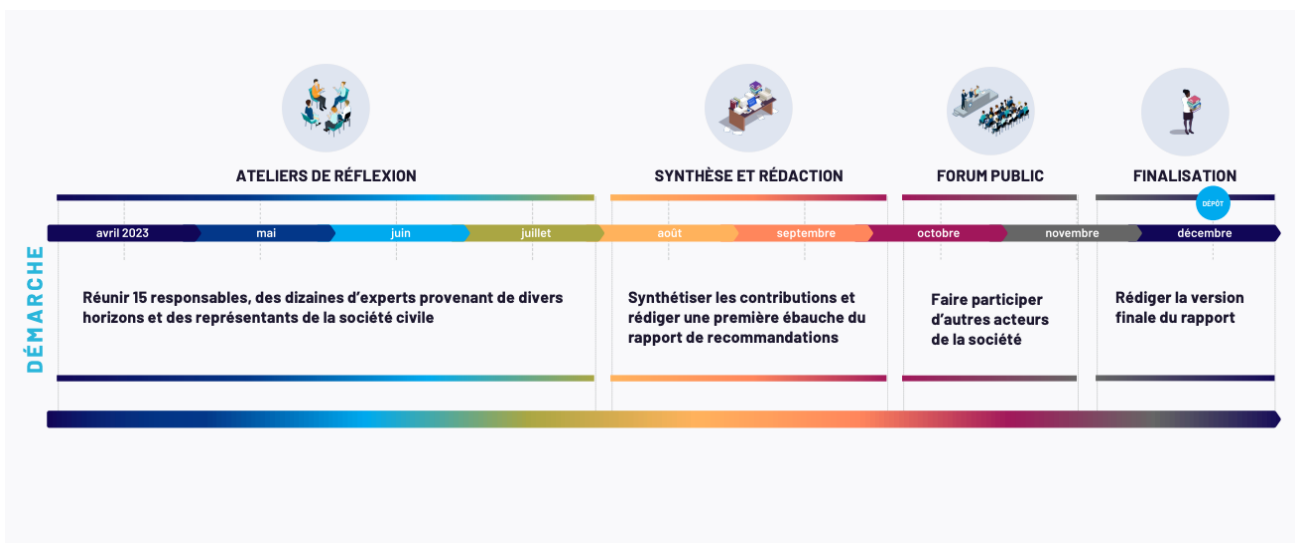 ATELIERS DE RÉFLEXION
SYNTHÈSE ET RÉDACTION
FORUM PUBLIC
FINALISATION
DÉPÔT
avril 2023
mai
juin
juillet
août
septembre
octobre
novembre
décembre
DÉMARCHE
Réunir 15 responsables, des dizaines d'experts provenant de divers
horizons et des représentants de la société civile
Synthétiser les contributions et
rédiger une première ébauche du
rapport de recommandations
Faire participer
d'autres acteurs
de la société
Rédiger la version
finale du rapport